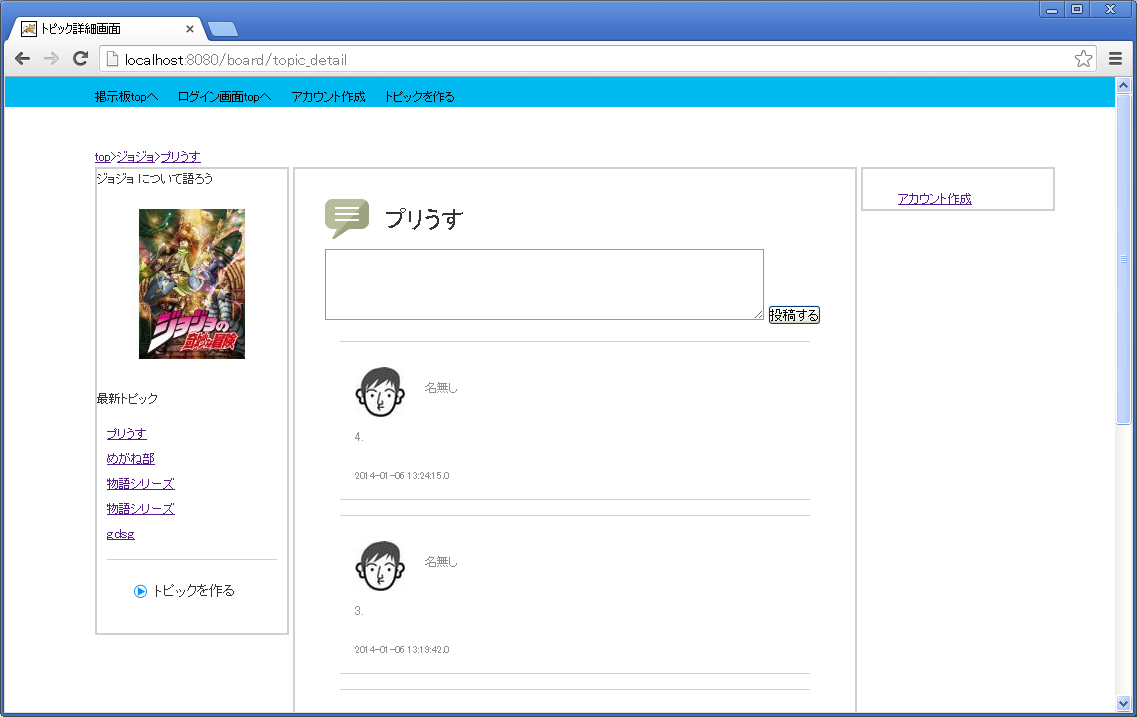 トピック詳細画面
localhost:8080/board/topic_detail
掲示板topへ ログイン画面topへ アカウント作成 トピックを作る
top>ジョジョ>プリうす
ジョジョ について語ろう
ジョジョの
奇妙な冒険
最新トピック
プリうす
めがね部
物語シリーズ
物語シリーズ
gdsg
トピックを作る
プリうす
投稿する
名無し
4.
2014-01-06 13:24:15.0
名無し
3.
2014-01-06 13:19:42.0
アカウント作成